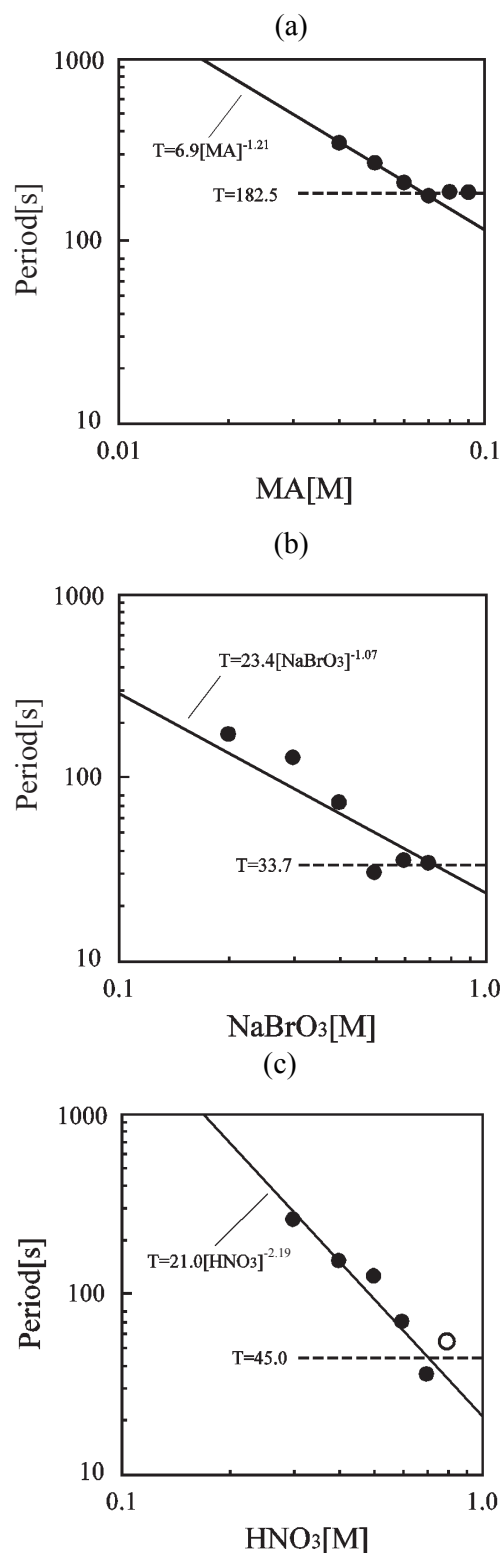 (a)
1000
T=6.9[MA]-1.21
T=182.5
100
Period[s]
10
0.01 0.1
MA[M]
(b)
1000
T=23.4[NaBrO3]-1.07
100
Period[s]
T=33.7
10
0.1 1.0
NaBrO3[M]
(c)
1000
T=21.0[HNO3]-2.19
100
Period[s]
T=45.0
10
0.1 1.0
HNO3[M]